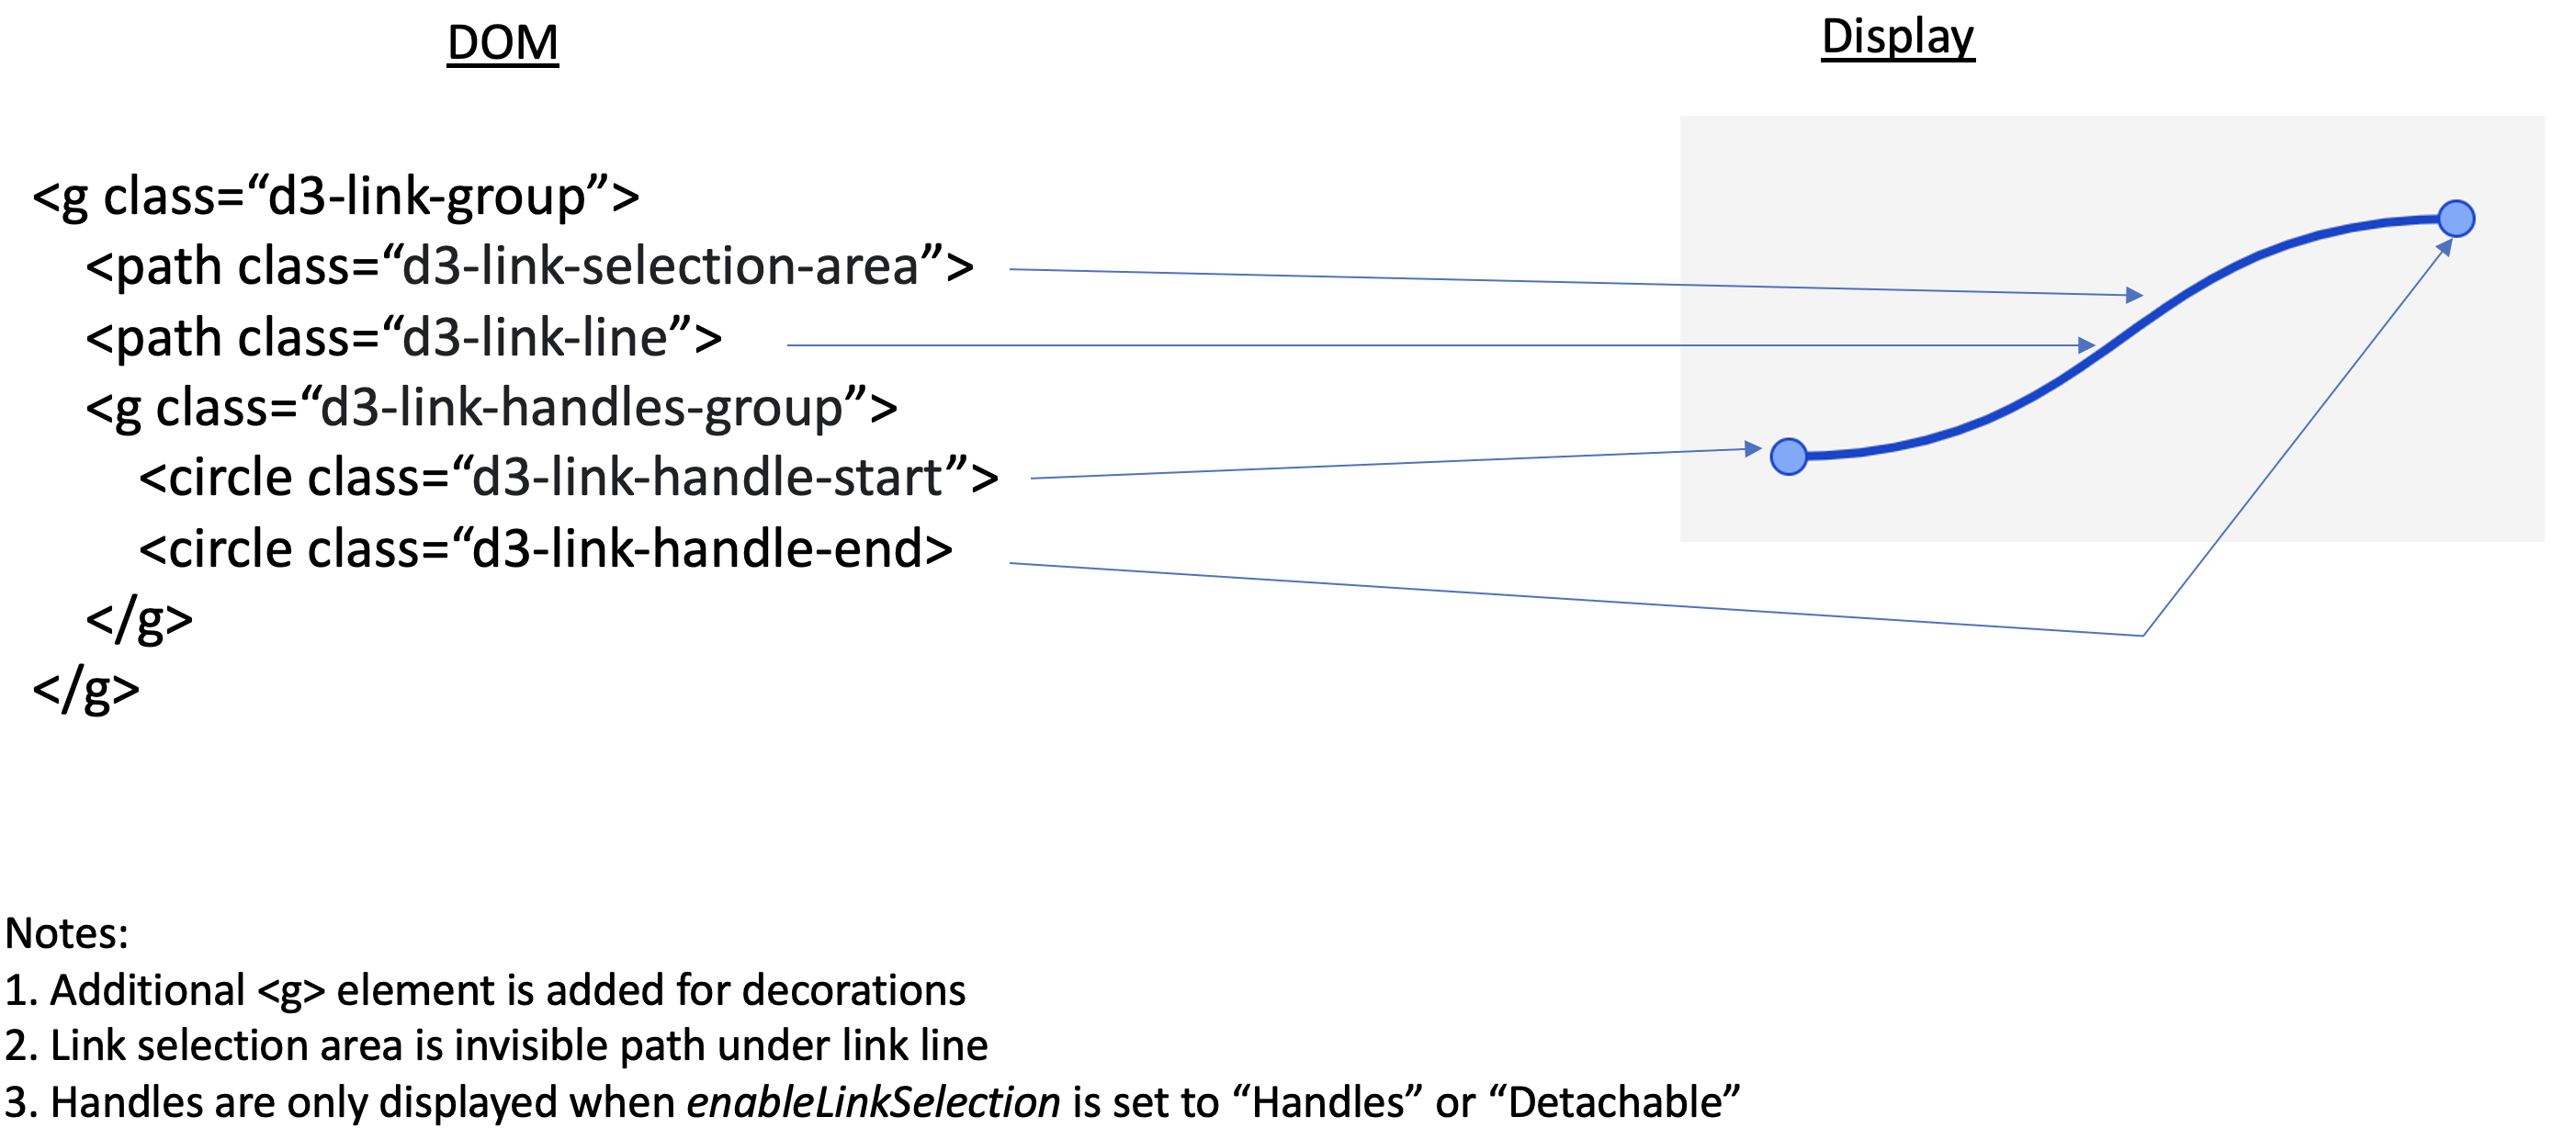 DOM
Display
<g class=“d3-link-group”>
<path class=“d3-link-selection-area”>
<path class=“d3-link-line”>
<g class=“d3-link-handles-group”>
<circle class=“d3-link-handle-start”>
<circle class=“d3-link-handle-end>
</g>
</g>
Notes:
1. Additional <g> element is added for decorations
2. Link selection area is invisible path under link line
3. Handles are only displayed when enableLinkSelection is set to “Handles” or “Detachable”